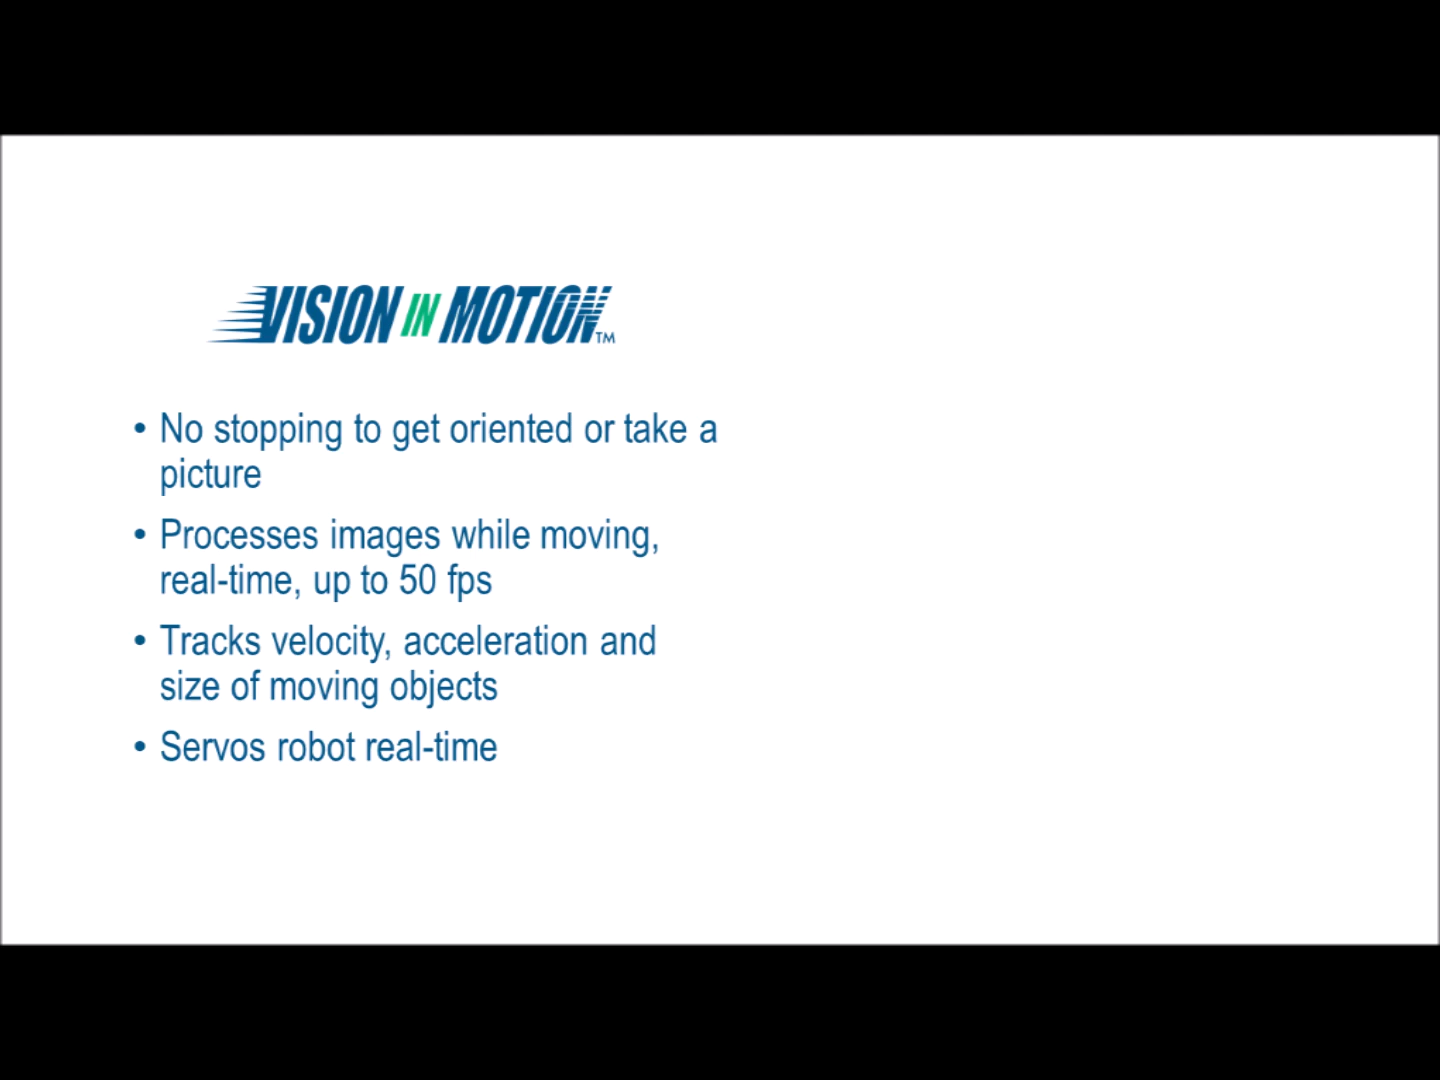 VISION IN MOTION™
• No stopping to get oriented or take a
picture
• Processes images while moving,
real-time, up to 50 fps
• Tracks velocity, acceleration and
size of moving objects
• Servos robot real-time